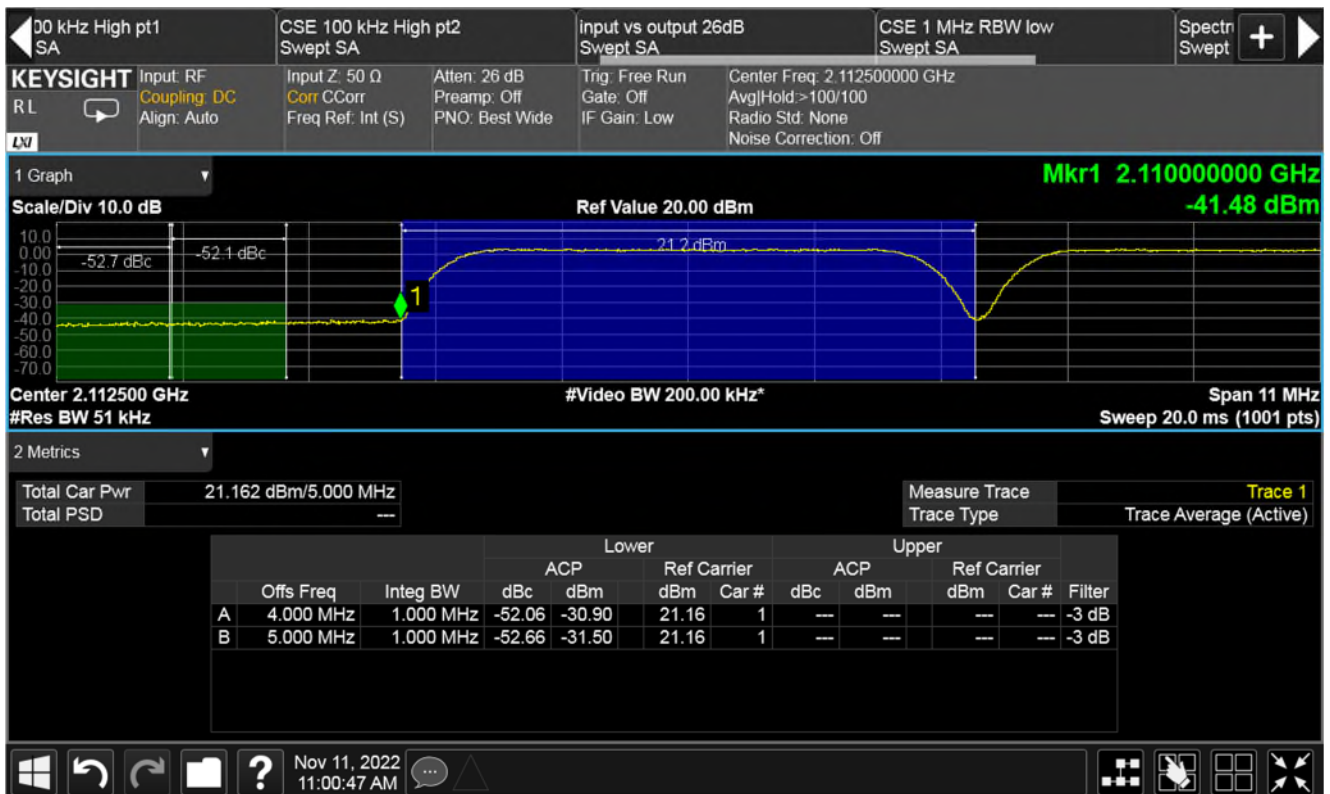 00 kHz High pt1 CSE 100 kHz High pt2 input vs output 26dB CSE 1 MHz RBW low Spectr
SA Swept SA Swept SA Swept SA Swept +
KEYSIGHT Input: RF Input Z: 50 Ω Atten: 26 dB Trig: Free Run Center Freq: 2.112500000 GHz
RL Coupling: DC Corr CCorr Preamp: Off Gate: Off Avg|Hold:>100/100
Align: Auto Freq Ref: Int (S) PNO: Best Wide IF Gain: Low Radio Std: None
LXI Noise Correction: Off
1 Graph Mkr1 2.110000000 GHz
Scale/Div 10.0 dB Ref Value 20.00 dBm -41.48 dBm
10.0 21.2 dBm
0.00 -52.7 dBc -52.1 dBc
-10.0
-20.0
-30.0 1
-40.0
-50.0
-60.0
-70.0
Center 2.112500 GHz #Video BW 200.00 kHz* Span 11 MHz
#Res BW 51 kHz Sweep 20.0 ms (1001 pts)
2 Metrics
Total Car Pwr 21.162 dBm/5.000 MHz Measure Trace Trace 1
Total PSD --- Trace Type Trace Average (Active)
Lower Upper
ACP Ref Carrier ACP Ref Carrier
Offs Freq Integ BW dBc dBm dBm Car # dBc dBm dBm Car # Filter
A 4.000 MHz 1.000 MHz -52.06 -30.90 21.16 1 --- --- --- --- -3 dB
B 5.000 MHz 1.000 MHz -52.66 -31.50 21.16 1 --- --- --- --- -3 dB
? Nov 11, 2022
11:00:47 AM